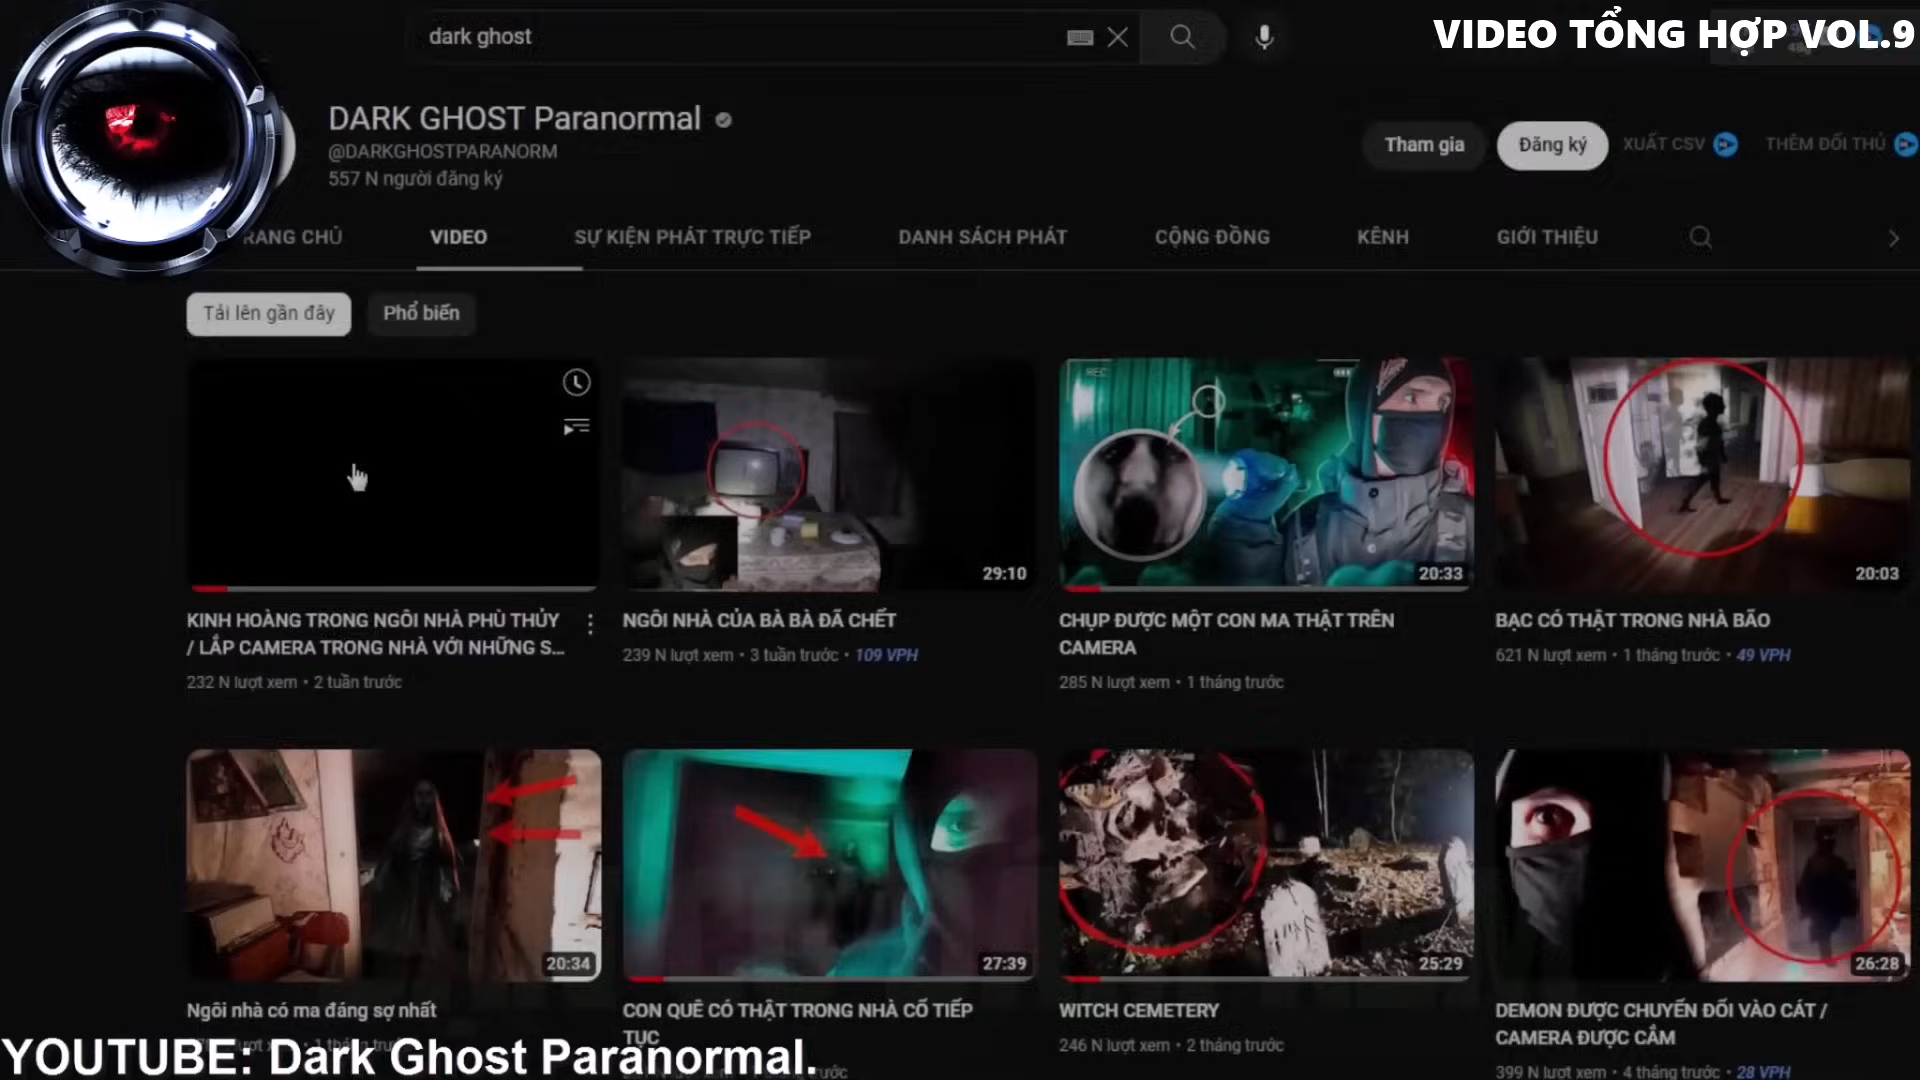 dark ghost
VIDEO TỔNG HỢP VOL.9
DARK GHOST Paranormal
@DARKGHOSTPARANORM
557 N người đăng ký
Tham gia
Đăng ký
XUẤT CSV
THÊM ĐỐI THỦ
RANG CHỦ
VIDEO
SỰ KIỆN PHÁT TRỰC TIẾP
DANH SÁCH PHÁT
CỘNG ĐỒNG
KÊNH
GIỚI THIỆU
Tải lên gần đây
Phổ biến
REC
29:10
20:33
20:03
KINH HOÀNG TRONG NGÔI NHÀ PHÙ THỦY
/ LẮP CAMERA TRONG NHÀ VỚI NHỮNG S...
232 N lượt xem • 2 tuần trước
NGÔI NHÀ CỦA BÀ BÀ ĐÃ CHẾT
239 N lượt xem • 3 tuần trước • 109 VPH
CHỤP ĐƯỢC MỘT CON MA THẬT TRÊN
CAMERA
285 N lượt xem • 1 tháng trước
BẠC CÓ THẬT TRONG NHÀ BÃO
621 N lượt xem • 1 tháng trước • 49 VPH
20:34
27:39
25:29
26:28
Ngôi nhà có ma đáng sợ nhất
CON QUÊ CÓ THẬT TRONG NHÀ CỔ TIẾP
TỤC
WITCH CEMETERY
246 N lượt xem • 2 tháng trước
DEMON ĐƯỢC CHUYỂN ĐỔI VÀO CÁT /
CAMERA ĐƯỢC CẮM
399 N lượt xem • 4 tháng trước • 28 VPH
YOUTUBE: Dark Ghost Paranormal.